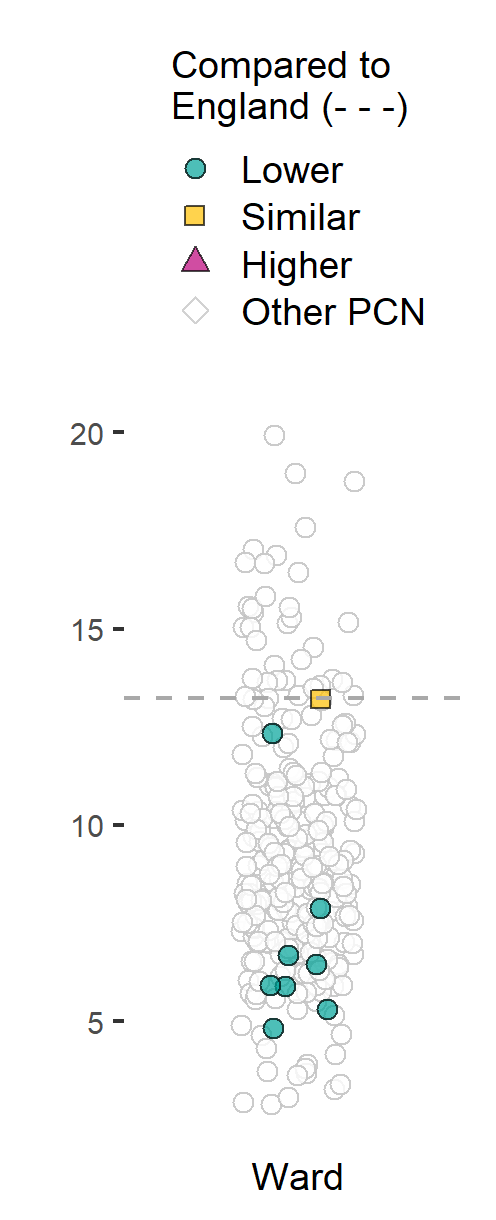 Compared to
England (- - -)
Lower
Similar
Higher
Other PCN
20
15
10
5
Ward